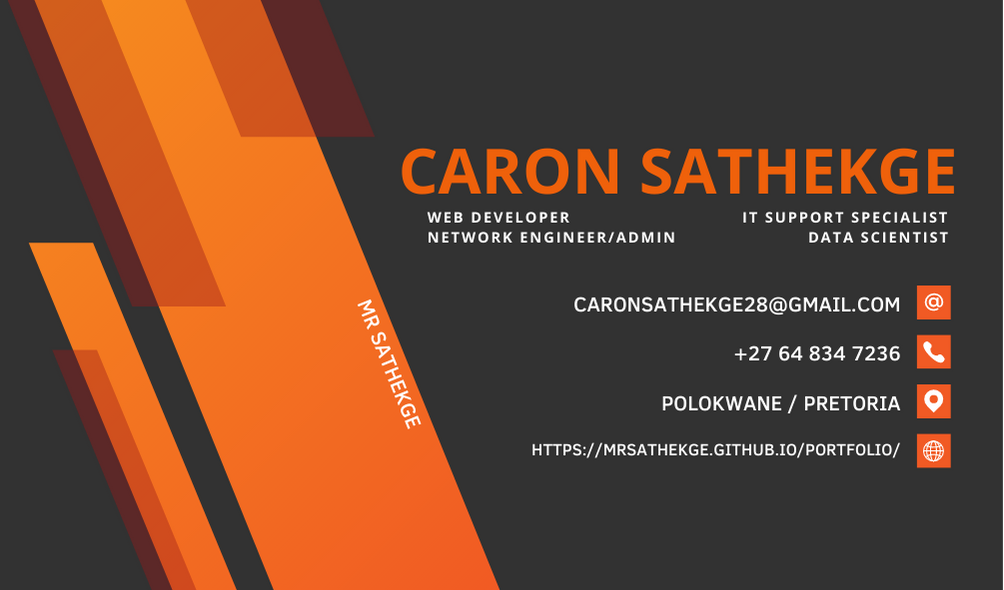 CARON SATHEKGE
WEB DEVELOPER
IT SUPPORT SPECIALIST
NETWORK ENGINEER/ADMIN
DATA SCIENTIST
MR SATHEKGE
CARONSATHEKGE28@GMAIL.COM
+27 64 834 7236
POLOKWANE / PRETORIA
HTTPS://MRSATHEKGE.GITHUB.IO/PORTFOLIO/